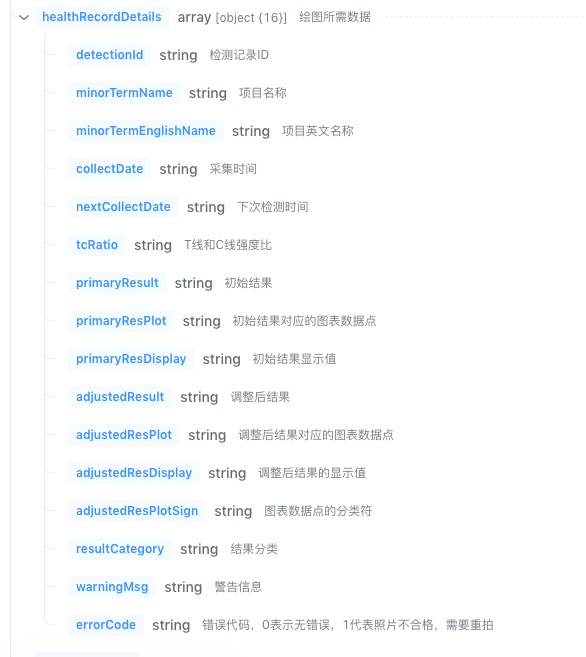 healthRecordDetails array [object {16}] 绘图所需数据
detectionId string 检测记录ID
minorTermName string 项目名称
minorTermEnglishName string 项目英文名称
collectDate string 采集时间
nextCollectDate string 下次检测时间
tcRatio string T线和C线强度比
primaryResult string 初始结果
primaryResPlot string 初始结果对应的图表数据点
primaryResDisplay string 初始结果显示值
adjustedResult string 调整后结果
adjustedResPlot string 调整后结果对应的图表数据点
adjustedResDisplay string 调整后结果的显示值
adjustedResPlotSign string 图表数据点的分类符
resultCategory string 结果分类
warningMsg string 警告信息
errorCode string 错误代码，0表示无错误，1代表照片不合格，需要重拍